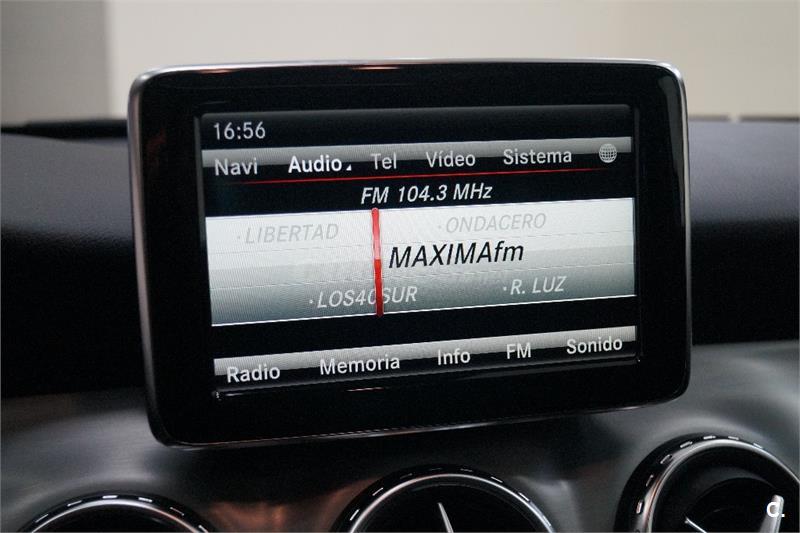 16:56
Navi Audio Tel Vídeo Sistema
FM 104.3 MHz
·LIBERTAD ·ONDACERO
MAXIMAfm
·LOS40SUR ·R. LUZ
Radio Memoria Info FM Sonido
c.